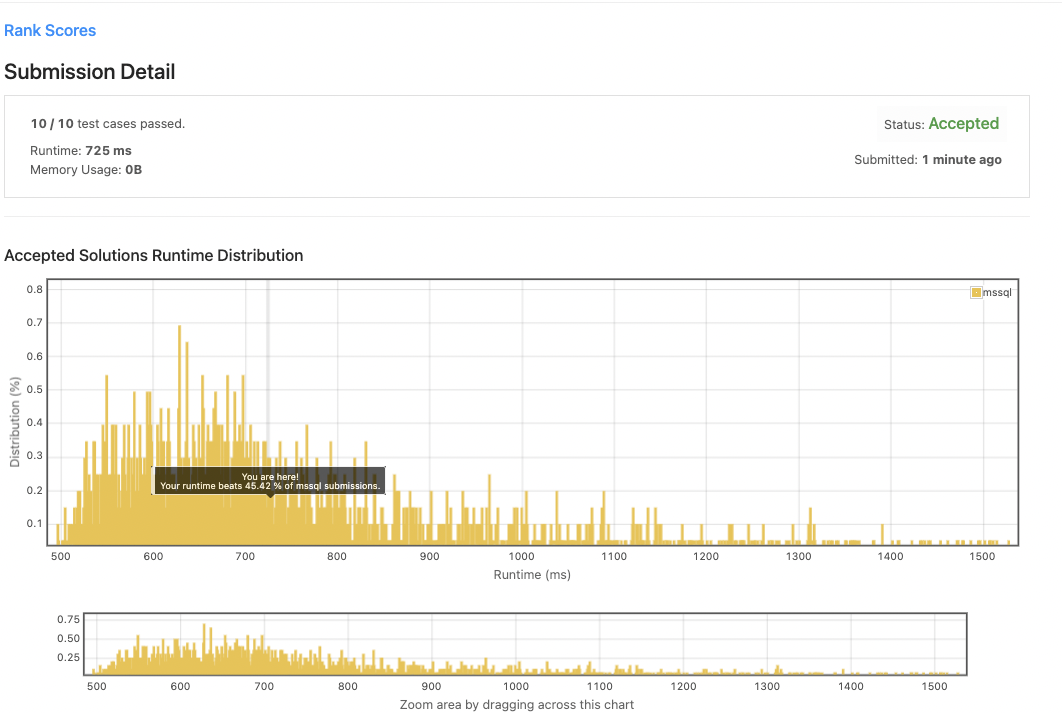 Rank Scores
Submission Detail
10 / 10 test cases passed.
Status: Accepted
Runtime: 725 ms
Submitted: 1 minute ago
Memory Usage: 0B
Accepted Solutions Runtime Distribution
mssql
0.8
0.7
0.6
0.5
0.4
0.3
0.2
0.1
Distribution (%)
You are here!
Your runtime beats 45.42 % of mssql submissions.
500 600 700 800 900 1000 1100 1200 1300 1400 1500
Runtime (ms)
0.75
0.50
0.25
500 600 700 800 900 1000 1100 1200 1300 1400 1500
Zoom area by dragging across this chart